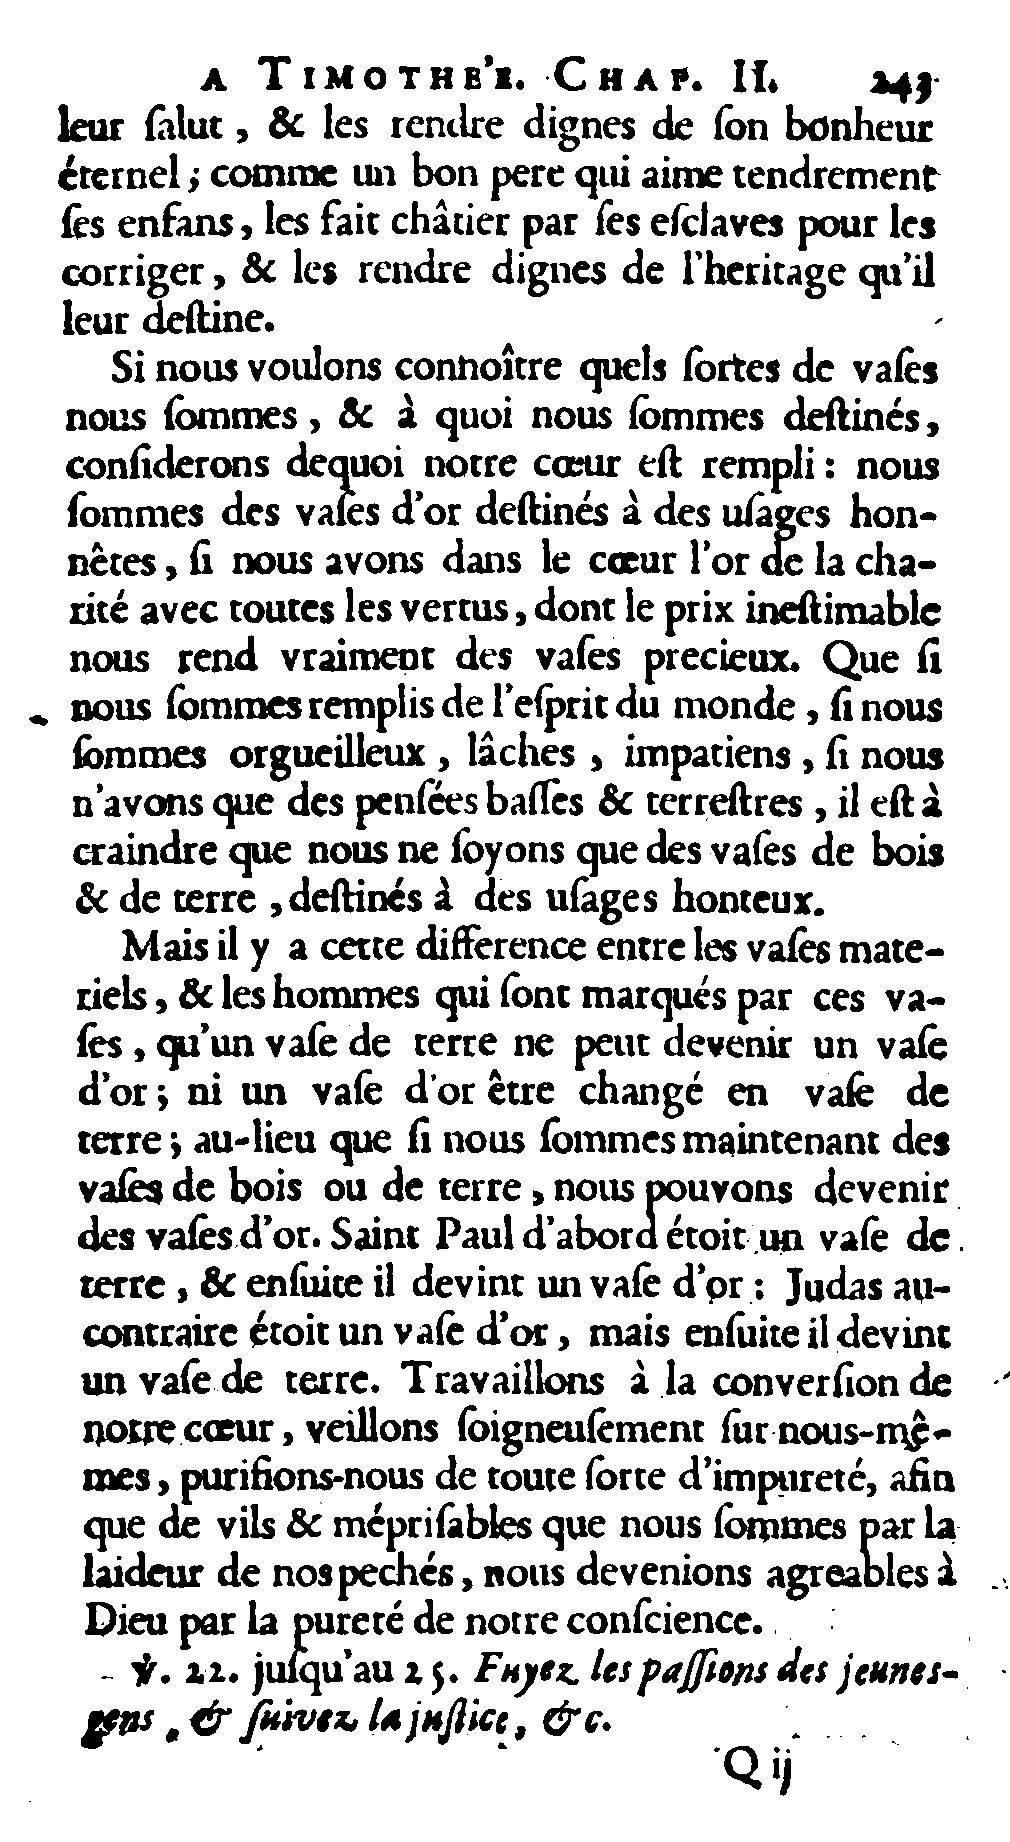 A TIMOTHE'E. CHAP. II. 243
leur ſalut, & les rendre dignes de ſon bonheur
éternel; comme un bon pere qui aime tendrement
ſes enfans, les fait châtier par ſes eſclaves pour les
corriger, & les rendre dignes de l'heritage qu'il
leur deſtine.
Si nous voulons connoître quels ſortes de vaſes
nous ſommes, & à quoi nous ſommes deſtinés,
conſiderons dequoi notre cœur eſt rempli: nous
ſommes des vaſes d'or deſtinés à des uſages hon-
nêtes, ſi nous avons dans le cœur l'or de la cha-
rité avec toutes les vertus, dont le prix ineſtimable
nous rend vraiment des vaſes precieux. Que ſi
nous ſommes remplis de l'eſprit du monde, ſi nous
ſommes orgueilleux, lâches, impatiens, ſi nous
n'avons que des penſées baſſes & terreſtres, il eſt à
craindre que nous ne ſoyons que des vaſes de bois
& de terre, deſtinés à des uſages honteux.
Mais il y a cette difference entre les vaſes mate-
riels, & les hommes qui ſont marqués par ces va-
ſes, qu'un vaſe de terre ne peut devenir un vaſe
d'or; ni un vaſe d'or être changé en vaſe de
terre; au-lieu que ſi nous ſommes maintenant des
vaſes de bois ou de terre, nous pouvons devenir
des vaſes d'or. Saint Paul d'abord étoit un vaſe de
terre, & enſuite il devint un vaſe d'or: Judas au-
contraire étoit un vaſe d'or, mais enſuite il devint
un vaſe de terre. Travaillons à la converſion de
notre cœur, veillons ſoigneuſement ſur nous-mê-
mes, purifions-nous de toute ſorte d'impureté, afin
que de vils & mépriſables que nous ſommes par la
laideur de nos pechés, nous devenions agreables à
Dieu par la pureté de notre conſcience.
℣. 22. juſqu'au 25. Fuyez les paſſions des jeunes-
gens, & ſuivez la juſtice, &c.
Q ij